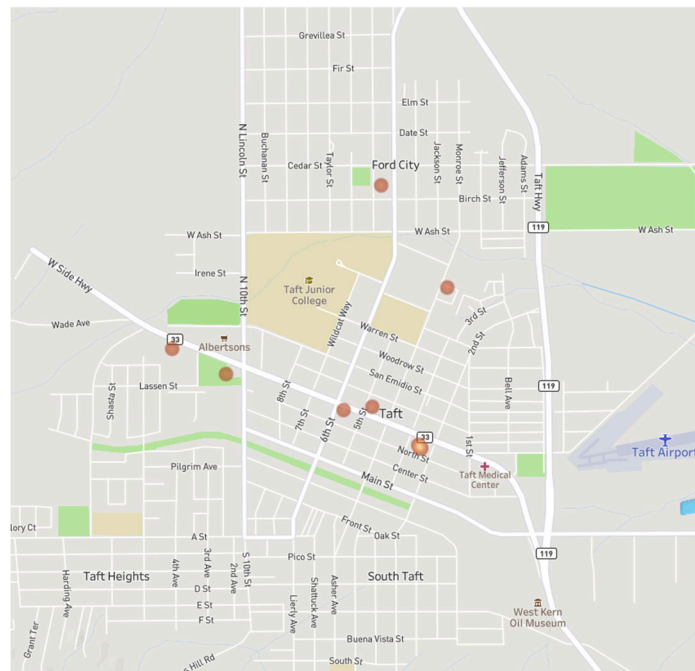 Grevillea St
Fir St
Elm St
Date St
N Lincoln St
Buchanan St
Taylor St
Cedar St
Ford City
Jackson St
Monroe St
Jefferson St
Adams St
Taft Hwy
Birch St
119
W Ash St
W Ash St
W Ash St
W Side Hwy
Irene St
N 10th St
Taft Junior
College
Wildcat Way
Wade Ave
33
Albertsons
Warren St
3rd St
2nd St
Woodrow St
San Emidio St
Shasta St
Lassen St
8th St
7th St
6th St
5th St
Taft
Bell Ave
119
33
1st St
North St
Center St
Main St
Taft Medical
Center
Taft Airport
Pilgrim Ave
Front St
Oak St
lory Ct
A St
119
Taft Heights
Harding Ave
4th Ave
3rd Ave
2nd Ave
S 10th St
Pico St
South Taft
D St
E St
F St
Lierly Ave
Shattuck Ave
Asher Ave
West Kern
Oil Museum
Grant Ter
Buena Vista St
s Hill Rd
South St